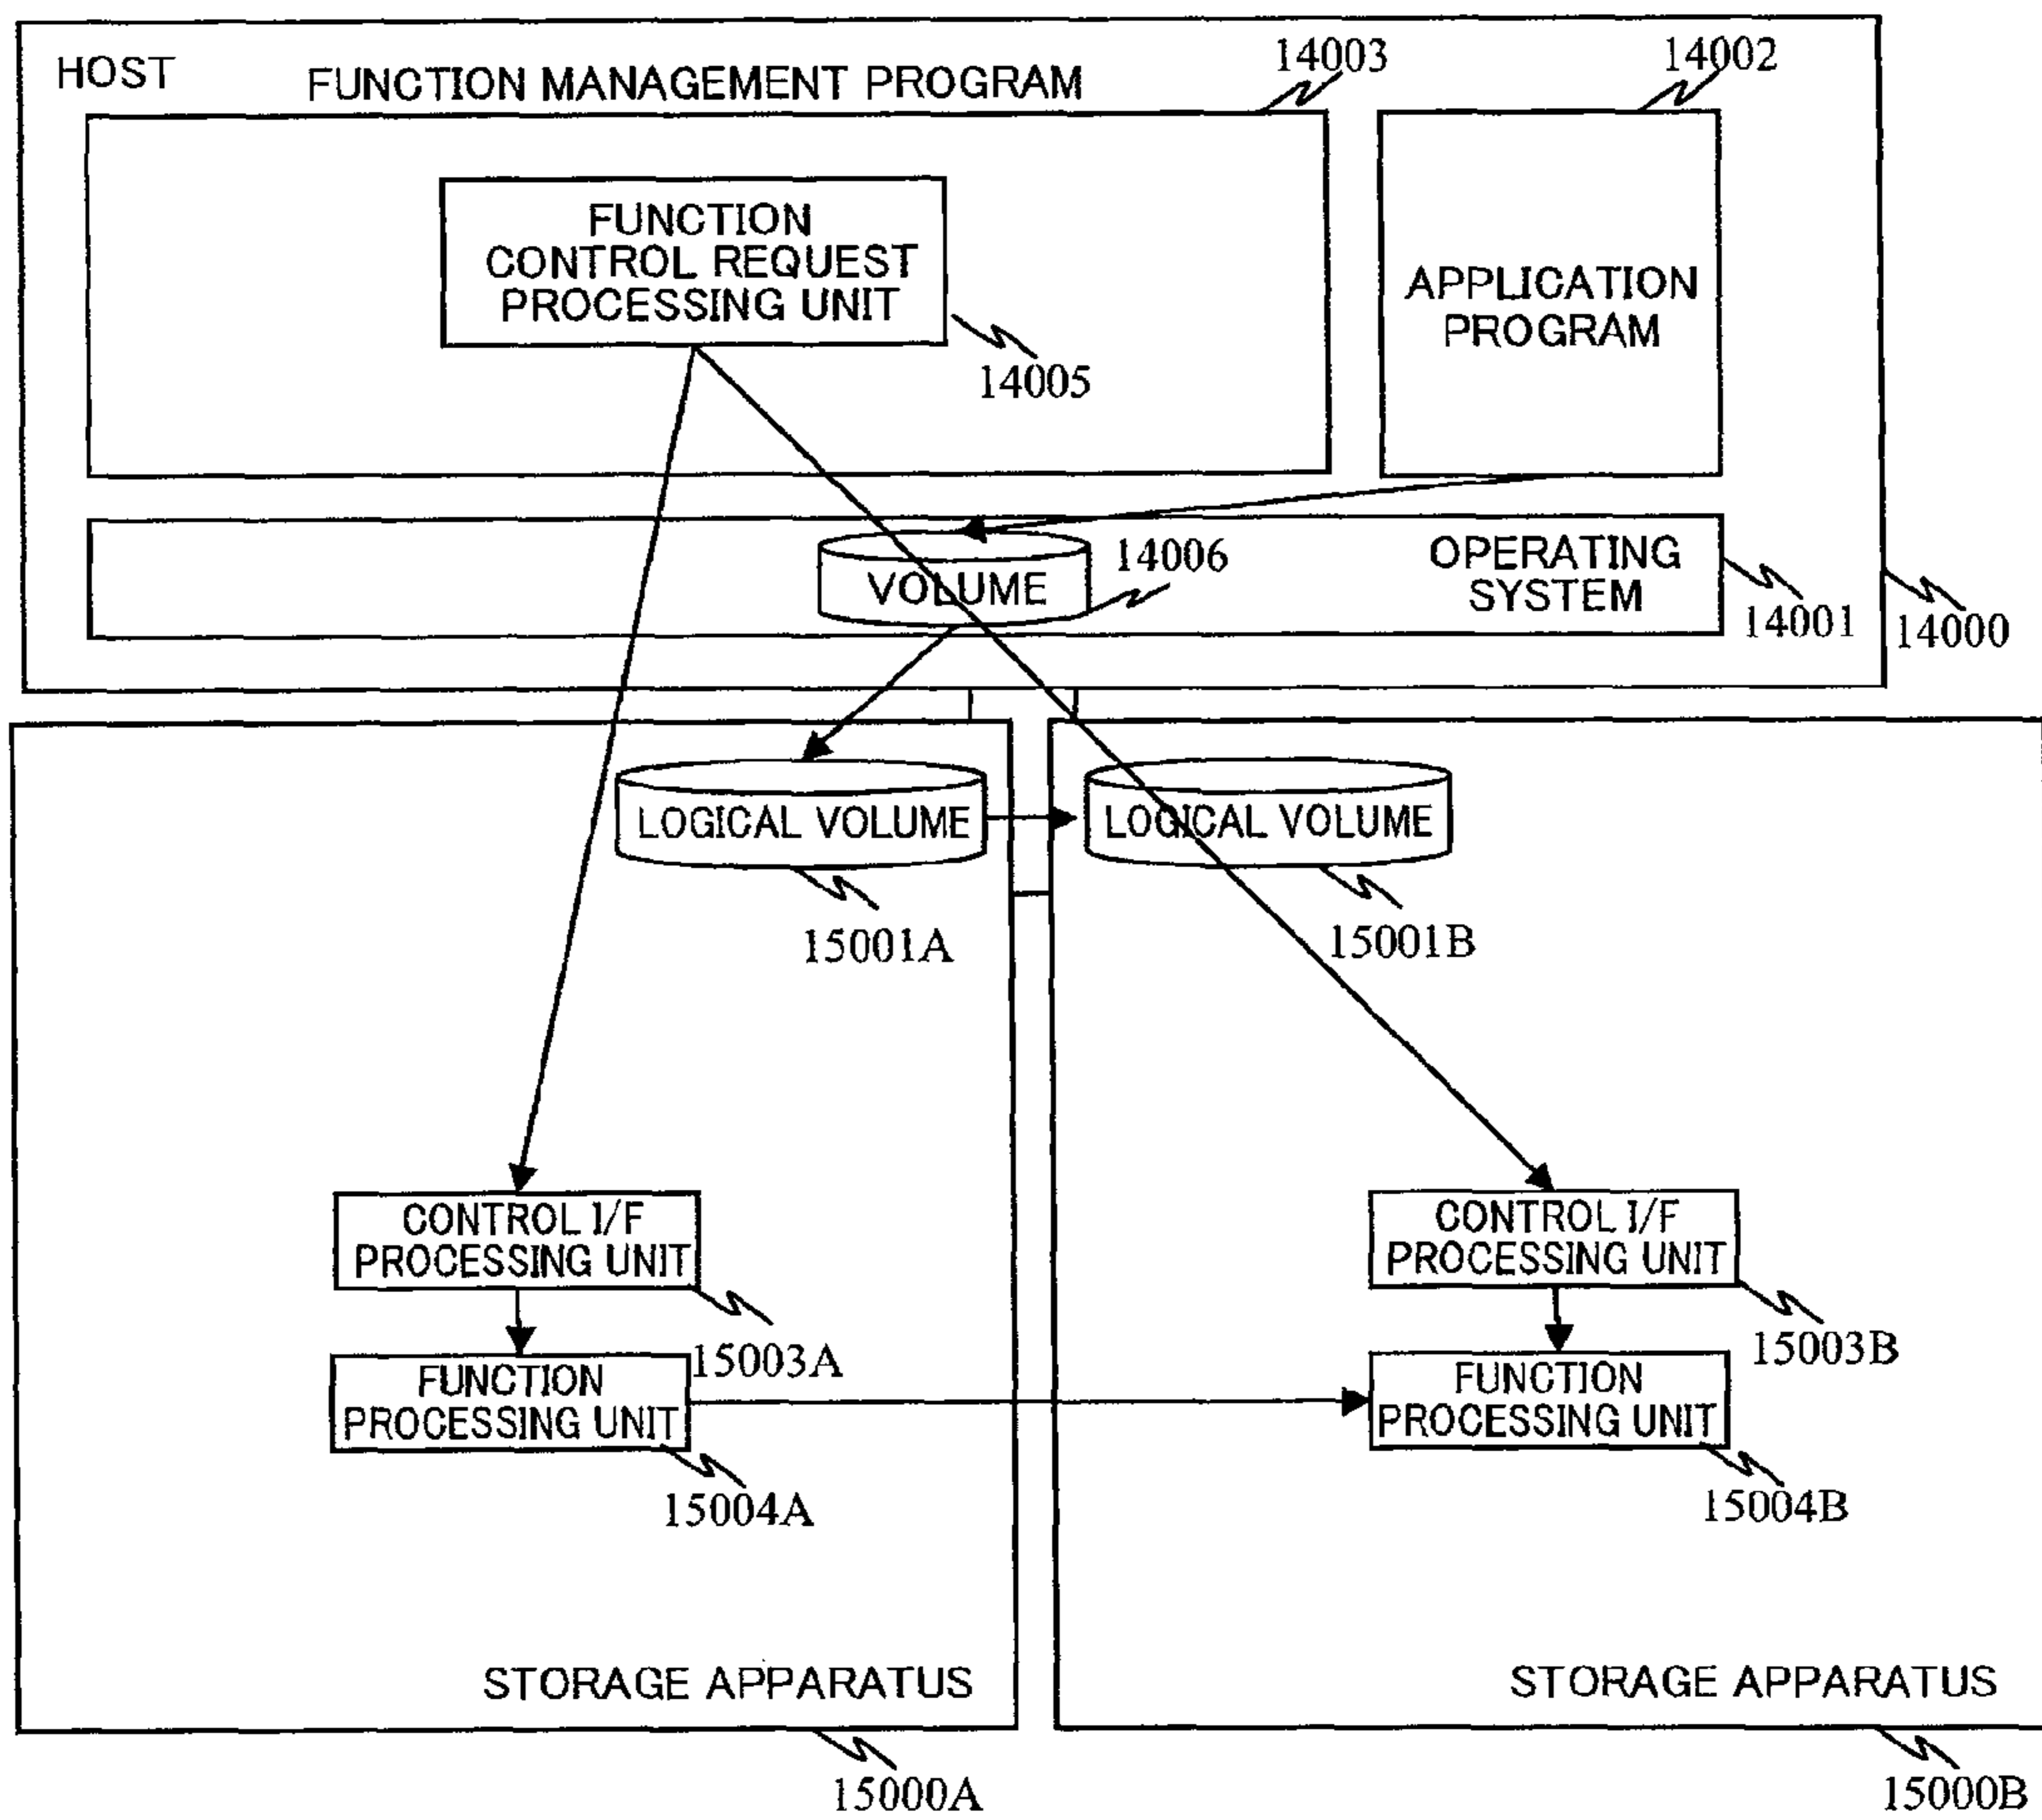 14003
14002
HOST
FUNCTION MANAGEMENT PROGRAM
FUNCTION
CONTROL REQUEST
PROCESSING UNIT
14005
APPLICATION
PROGRAM
VOLUME
14006
OPERATING
SYSTEM
14001
14000
LOGICAL VOLUME
LOGICAL VOLUME
15001A
15001B
CONTROL I/F
PROCESSING UNIT
15003A
CONTROL I/F
PROCESSING UNIT
15003B
FUNCTION
PROCESSING UNIT
15004A
FUNCTION
PROCESSING UNIT
15004B
STORAGE APPARATUS
STORAGE APPARATUS
15000A
15000B